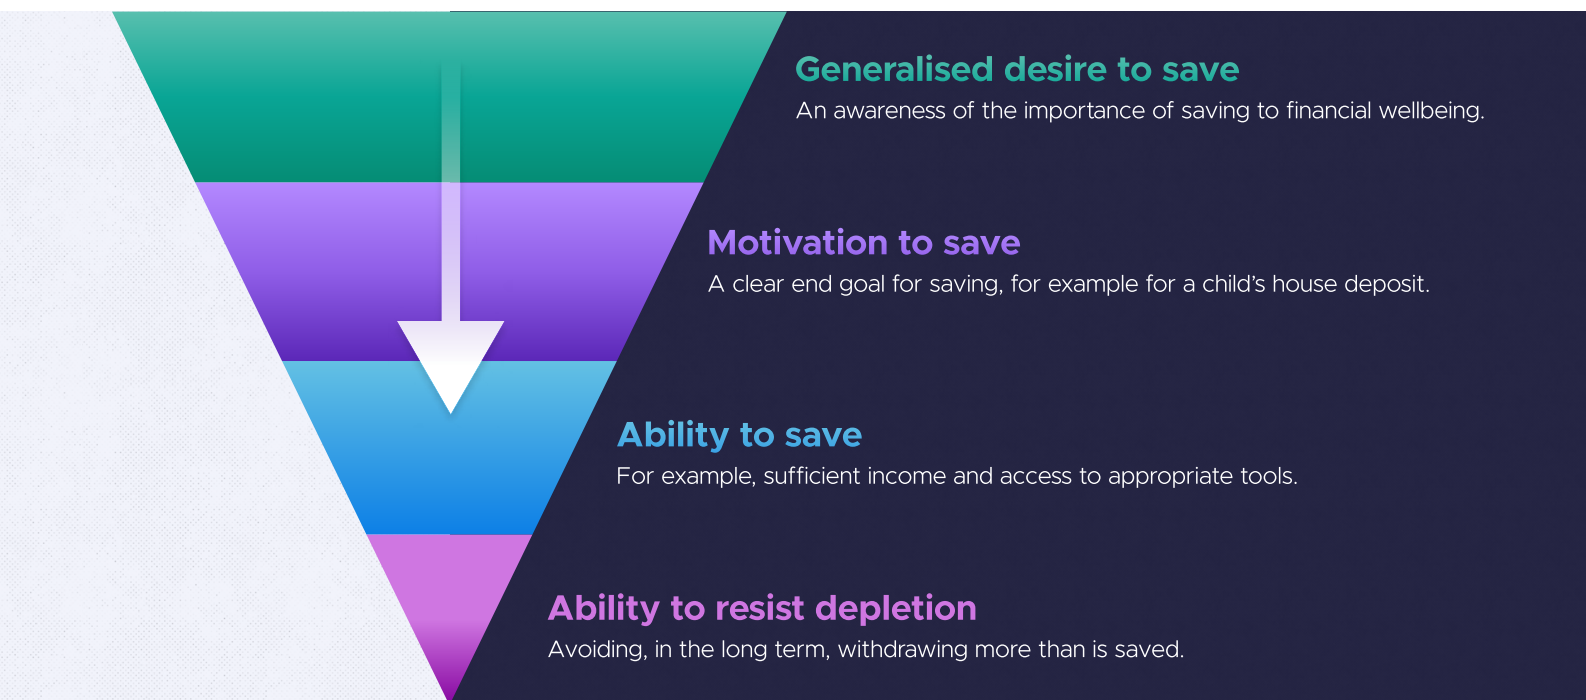 Generalised desire to save
An awareness of the importance of saving to financial wellbeing.
Motivation to save
A clear end goal for saving, for example for a child’s house deposit.
Ability to save
For example, sufficient income and access to appropriate tools.
Ability to resist depletion
Avoiding, in the long term, withdrawing more than is saved.